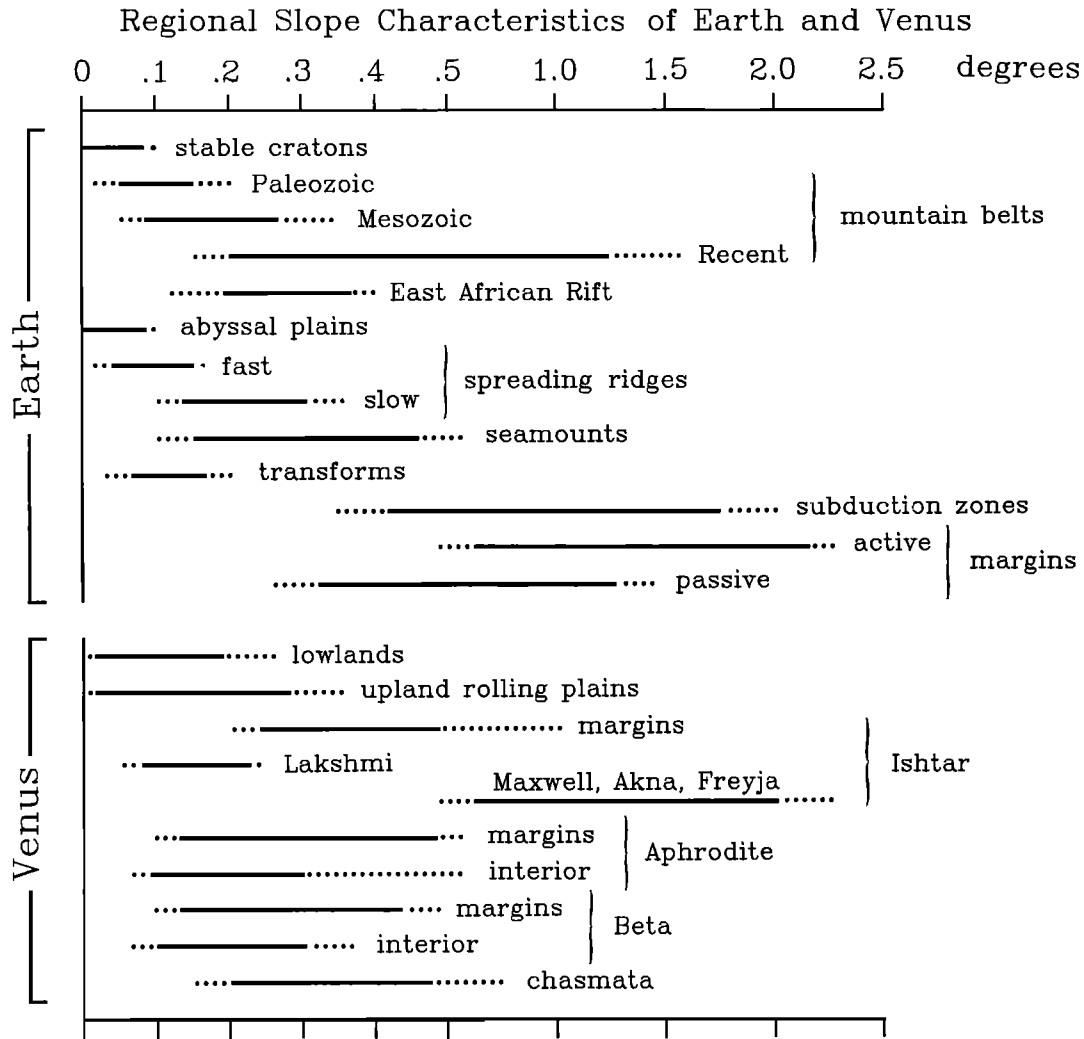 Regional Slope Characteristics of Earth and Venus
0 .1 .2 .3 .4 .5 1.0 1.5 2.0 2.5 degrees
Earth
stable cratons
Paleozoic
Mesozoic
mountain belts
Recent
East African Rift
abyssal plains
fast
spreading ridges
slow
seamounts
transforms
subduction zones
active
margins
passive
Venus
lowlands
upland rolling plains
margins
Lakshmi
Ishtar
Maxwell, Akna, Freyja
margins
Aphrodite
interior
margins
Beta
interior
chasmata